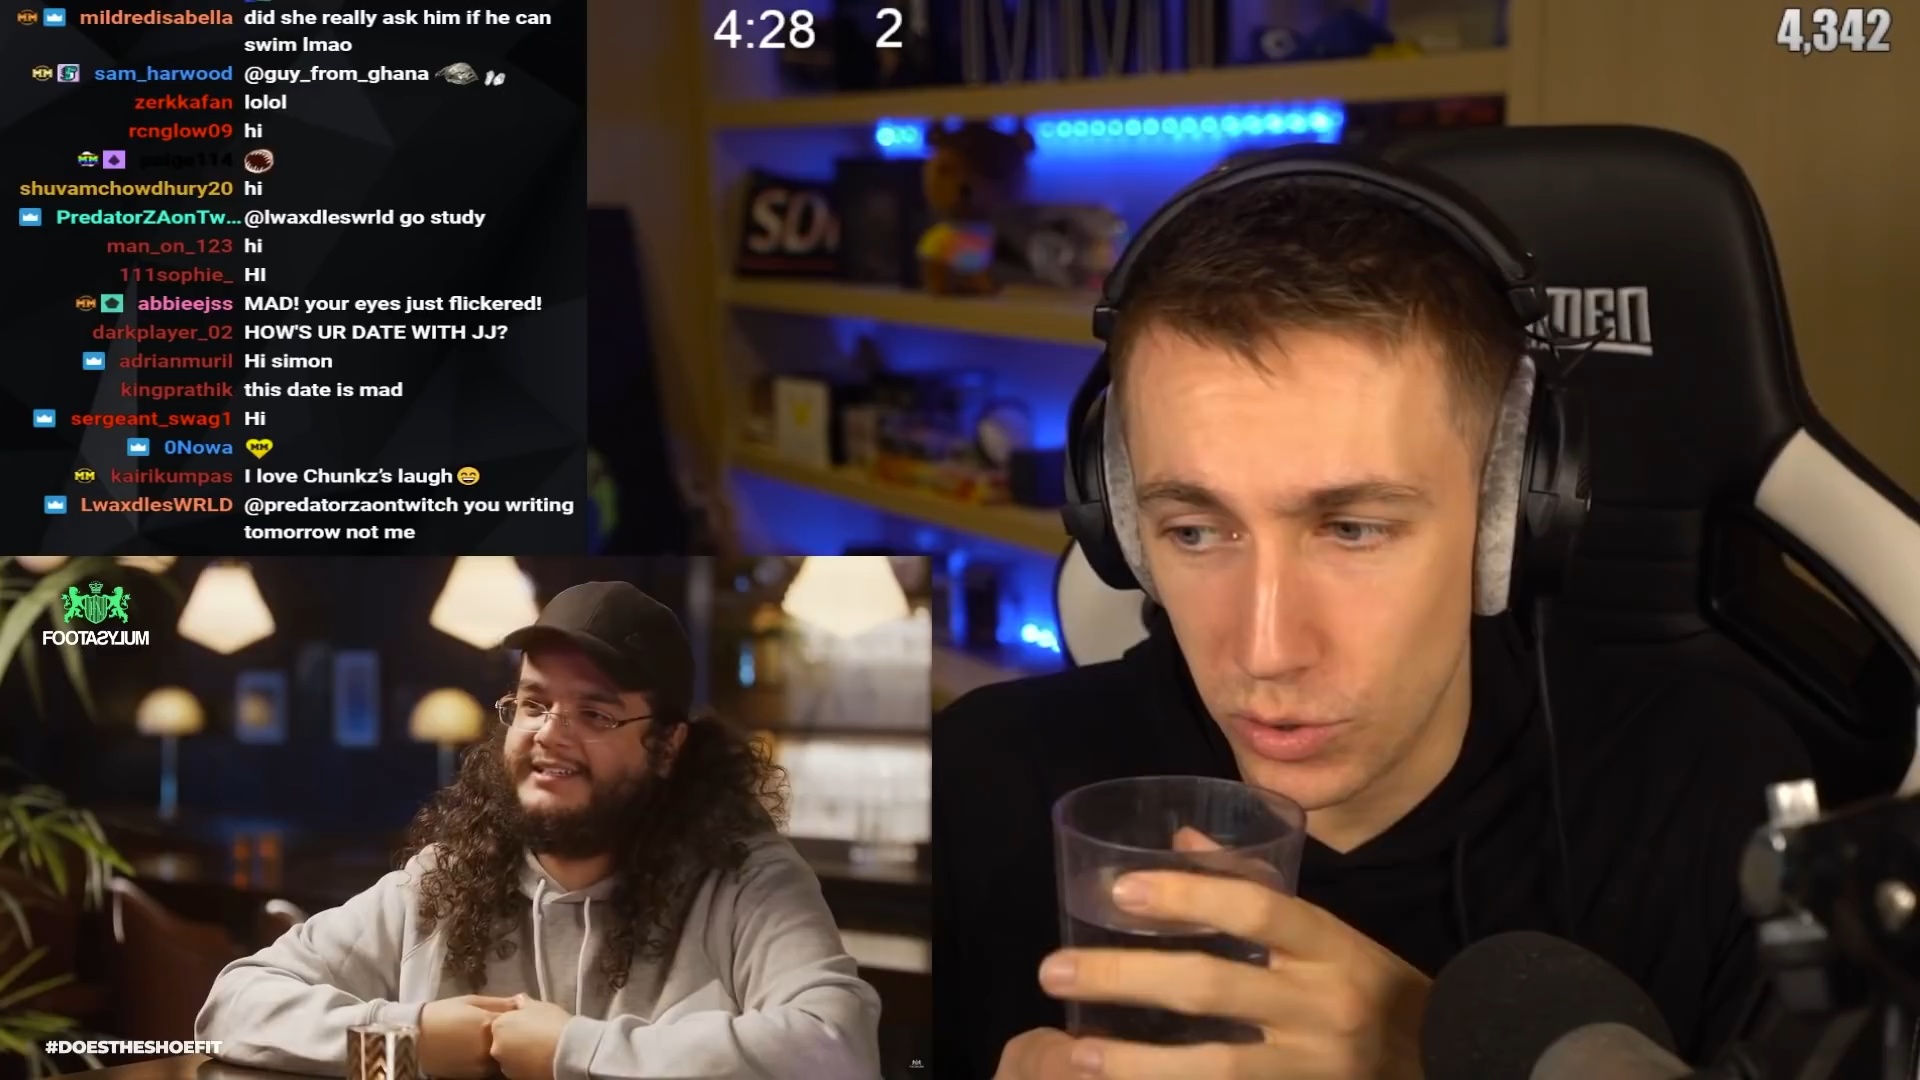 mildredisabella did she really ask him if he can
swim lmao
sam_harwood @guy_from_ghana
zerkkafan lolol
rcnglow09 hi
paige114
shuvamchowdhury20 hi
PredatorZAonTw... @lwaxdleswrld go study
man_on_123 hi
111sophie_ HI
abbieejss MAD! your eyes just flickered!
darkplayer_02 HOW'S UR DATE WITH JJ?
adrianmuril Hi simon
kingprathik this date is mad
sergeant_swag1 Hi
0Nowa
kairikumpas I love Chunkz’s laugh
LwaxdlesWRLD @predatorzaontwitch you writing
tomorrow not me
4:28 2
4,342
SD
OMEN
FOOTASYLUM
#DOESTHESHOEFIT